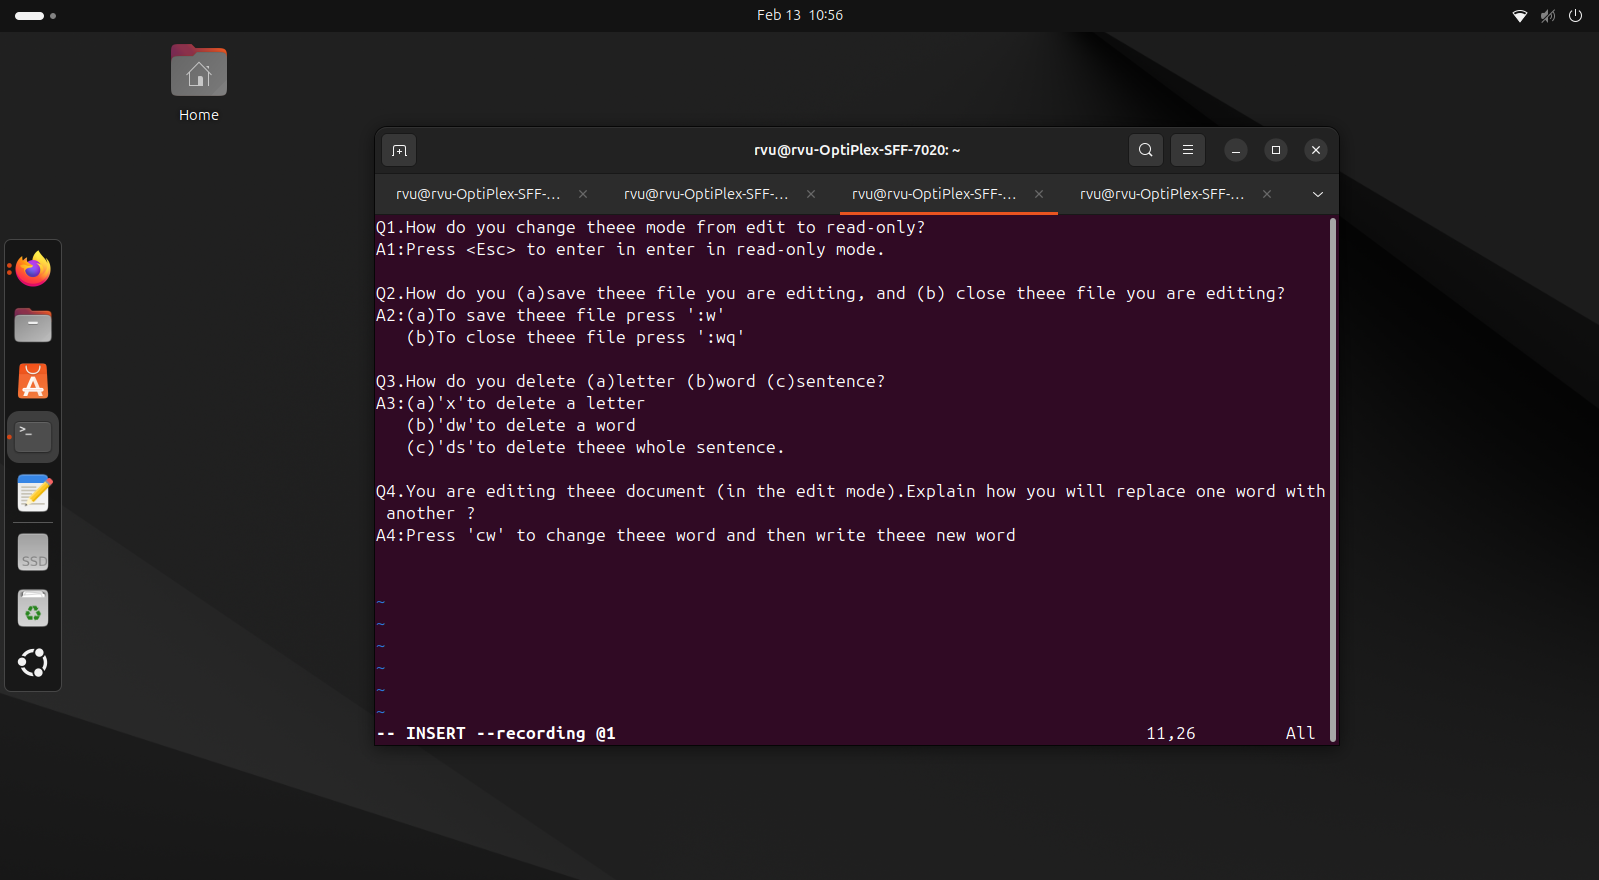 Feb 13 10:56
Home
rvu@rvu-OptiPlex-SFF-7020: ~
rvu@rvu-OptiPlex-SFF-... rvu@rvu-OptiPlex-SFF-... rvu@rvu-OptiPlex-SFF-... rvu@rvu-OptiPlex-SFF-...
Q1.How do you change theee mode from edit to read-only?
A1:Press <Esc> to enter in enter in read-only mode.
Q2.How do you (a)save theee file you are editing, and (b) close theee file you are editing?
A2:(a)To save theee file press ':w'
(b)To close theee file press ':wq'
Q3.How do you delete (a)letter (b)word (c)sentence?
A3:(a)'x'to delete a letter
(b)'dw'to delete a word
(c)'ds'to delete theee whole sentence.
Q4.You are editing theee document (in the edit mode).Explain how you will replace one word with
another ?
A4:Press 'cw' to change theee word and then write theee new word
~
~
~
~
~
~
-- INSERT --recording @1 11,26 All
>_
SSD